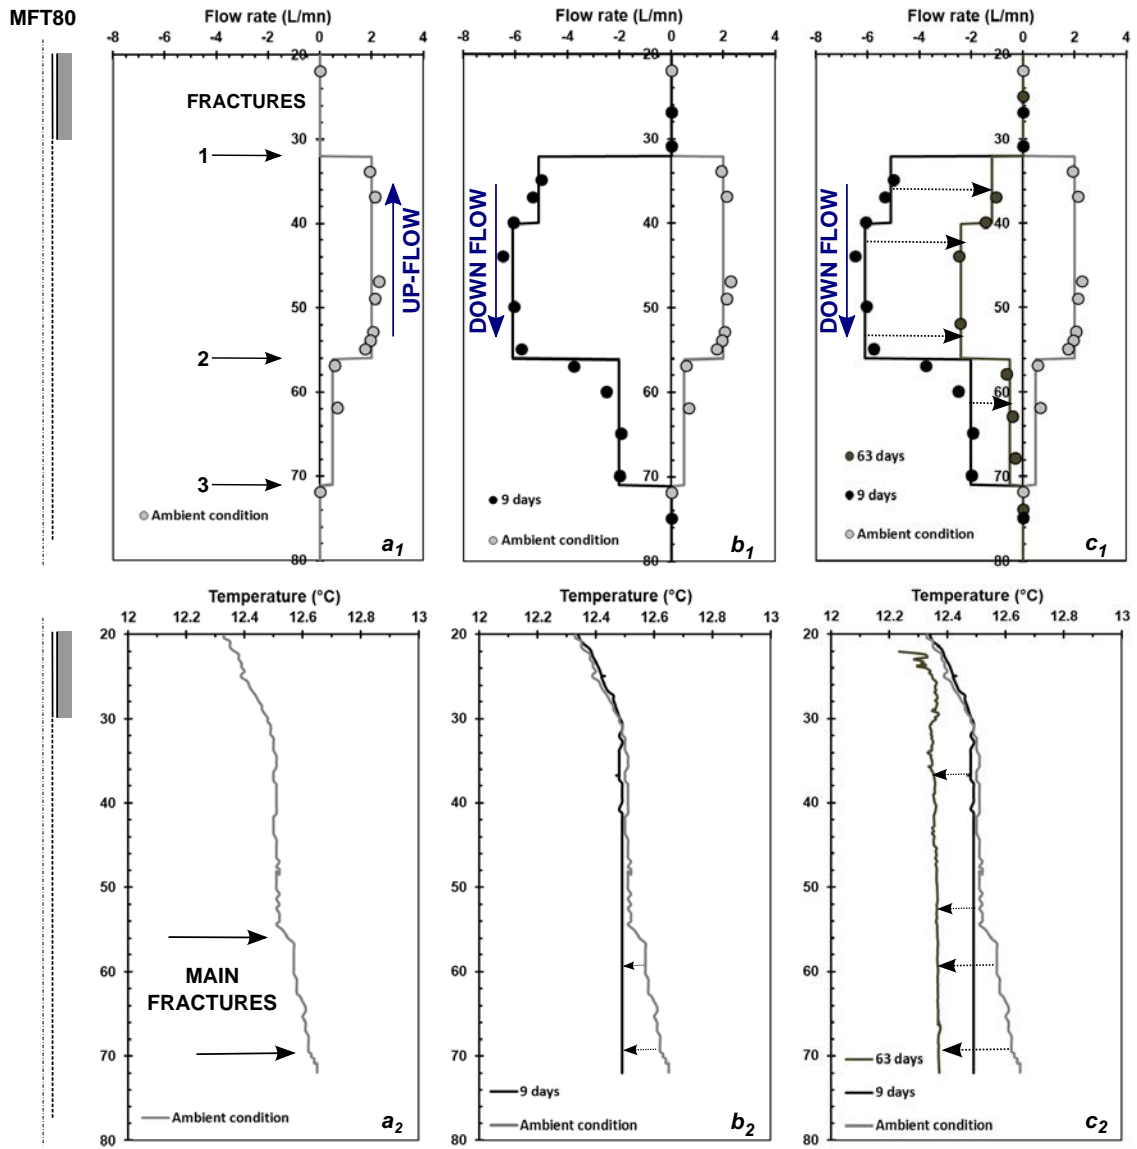 MFT80
Flow rate (L/mn)
-8 -6 -4 -2 0 2 4
20
30
40
50
60
70
80
FRACTURES
1
2
3
UP-FLOW
Ambient condition
a1
Flow rate (L/mn)
-8 -6 -4 -2 0 2 4
20
30
40
50
60
70
80
DOWN FLOW
9 days
Ambient condition
b1
Flow rate (L/mn)
-8 -6 -4 -2 0 2 4
20
30
40
50
60
70
80
DOWN FLOW
63 days
9 days
Ambient condition
c1
Temperature (°C)
12 12.2 12.4 12.6 12.8 13
20
30
40
50
60
70
80
MAIN
FRACTURES
Ambient condition
a2
Temperature (°C)
12 12.2 12.4 12.6 12.8 13
20
30
40
50
60
70
80
9 days
Ambient condition
b2
Temperature (°C)
12 12.2 12.4 12.6 12.8 13
20
30
40
50
60
70
80
63 days
9 days
Ambient condition
c2